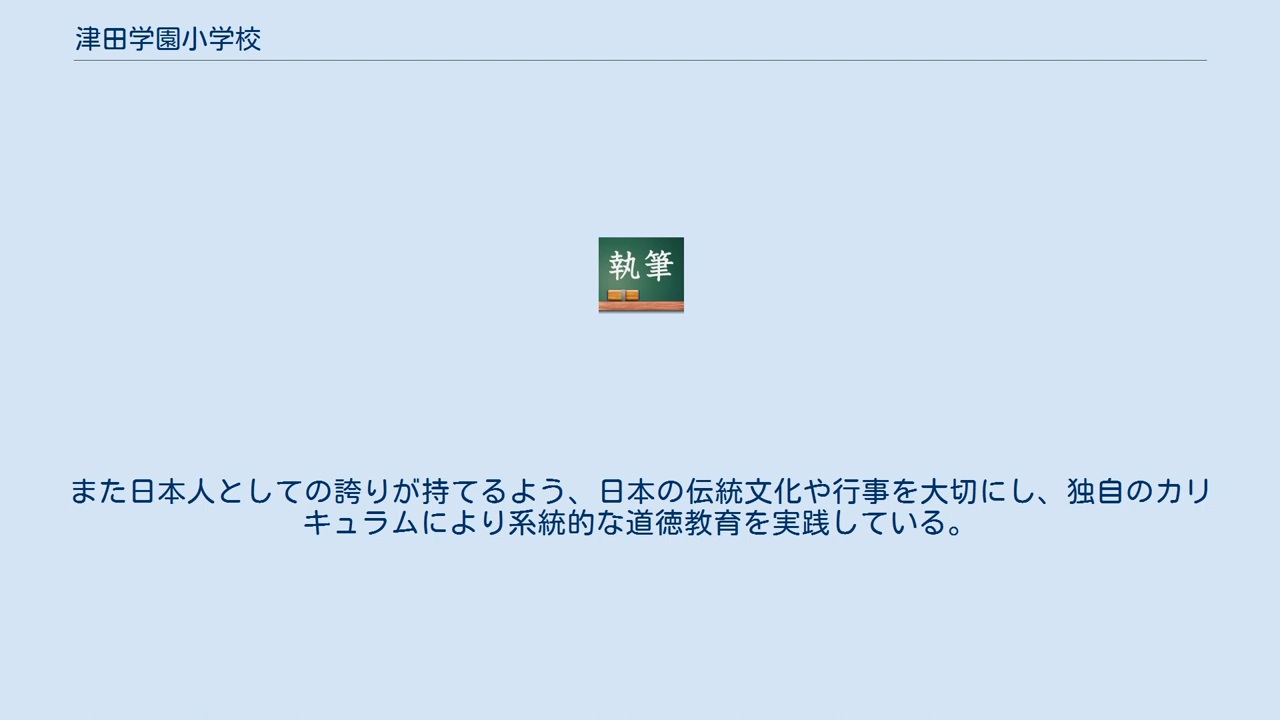 津田学園小学校
執筆
また日本人としての誇りが持てるよう、日本の伝統文化や行事を大切にし、独自のカリ
キュラムにより系統的な道徳教育を実践している。